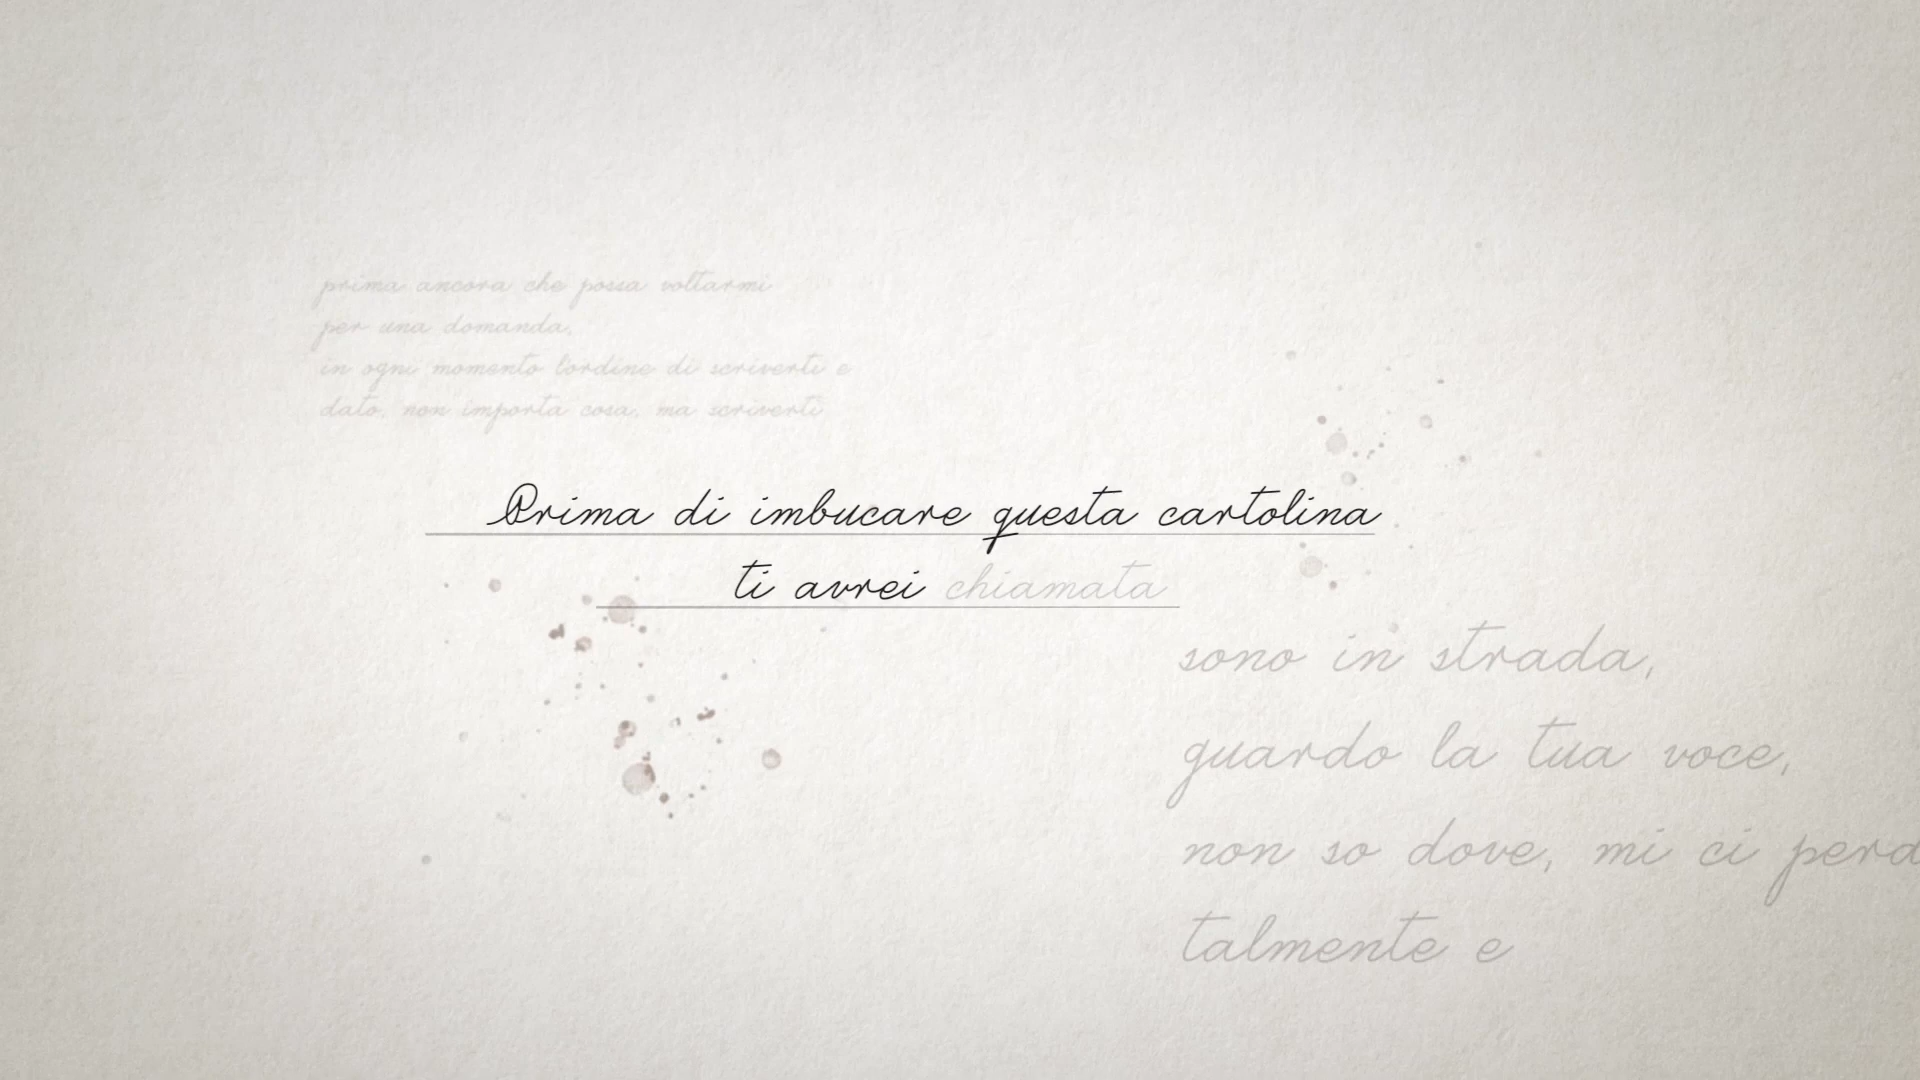 prima ancora che possa voltarmi
per una domanda,
in ogni momento l'ordine di scriverti e
dato, non importa cosa, ma scriverti
Prima di imbucare questa cartolina
ti avrei chiamata
sono in strada,
guardo la tua voce,
non so dove, mi ci perd
talmente e